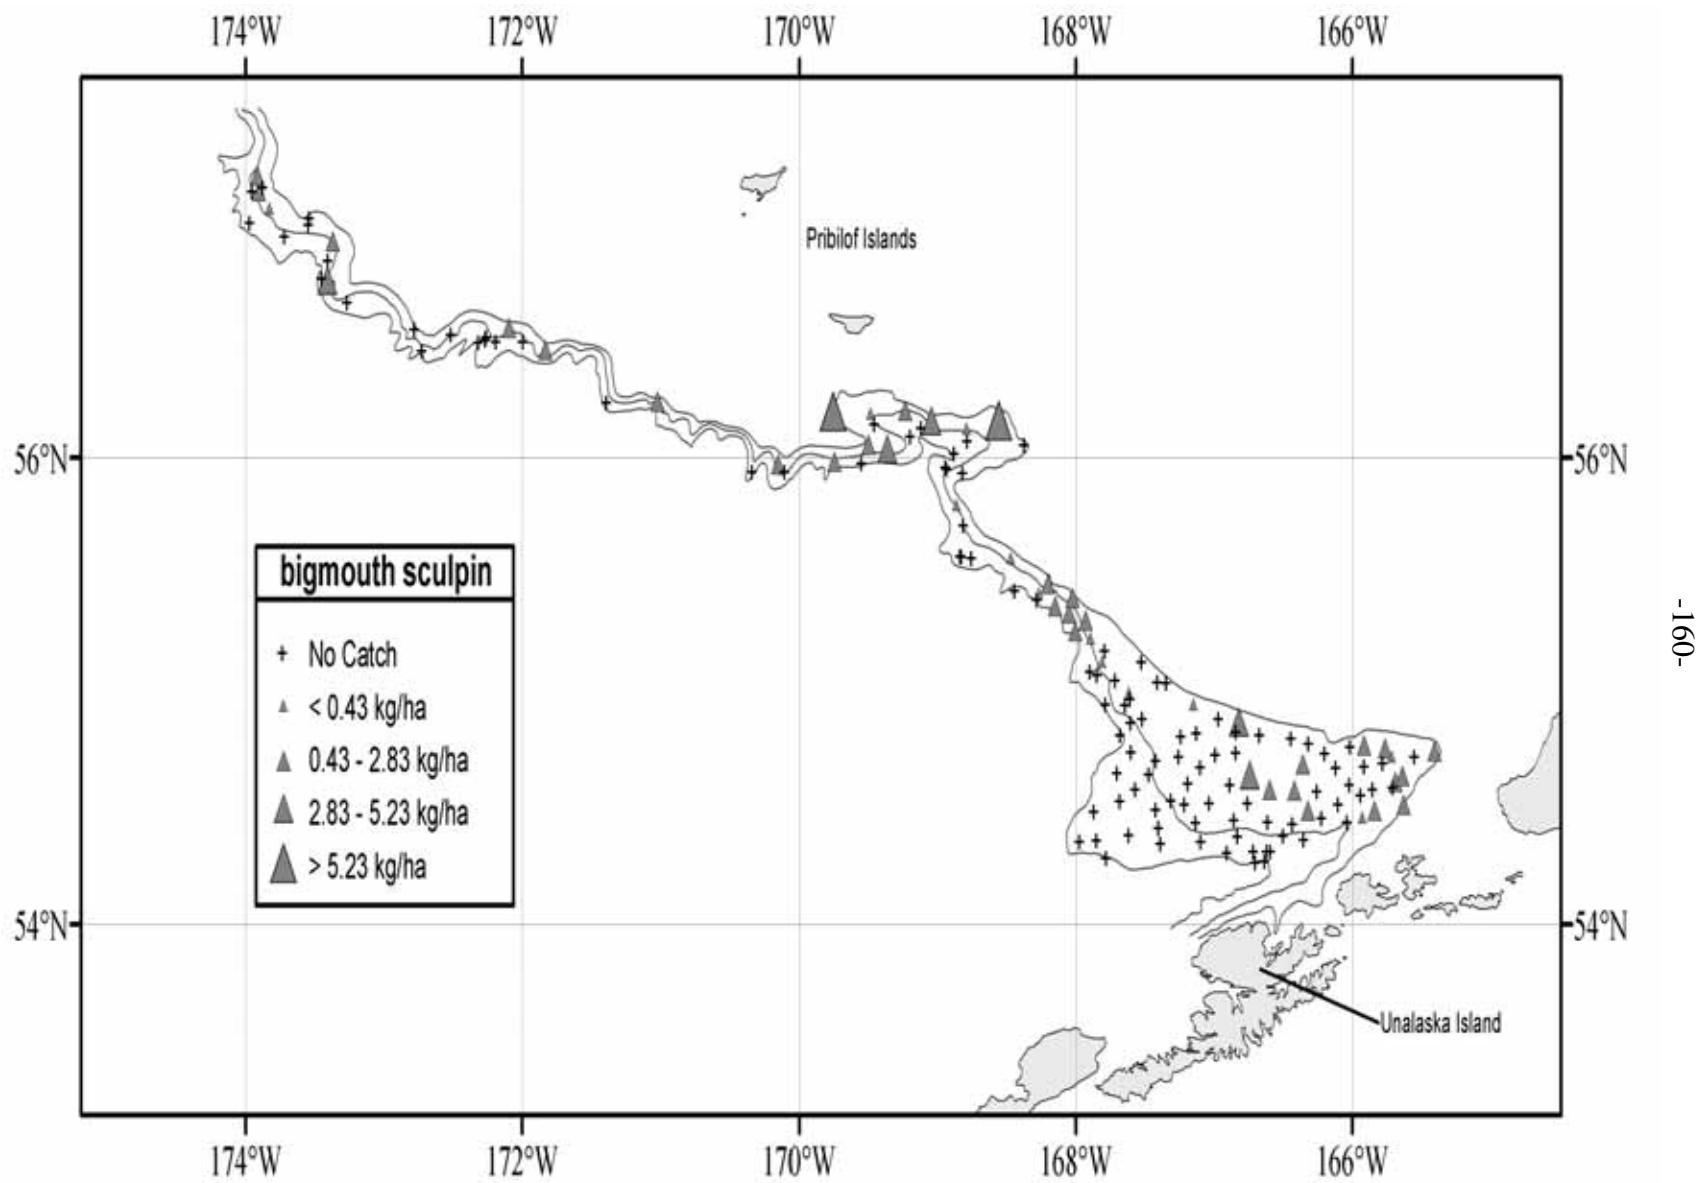 174°W 172°W 170°W 168°W 166°W
Pribilof Islands
56°N 56°N
bigmouth sculpin
No Catch
< 0.43 kg/ha
0.43 - 2.83 kg/ha
2.83 - 5.23 kg/ha
> 5.23 kg/ha
54°N 54°N
Unalaska Island
174°W 172°W 170°W 168°W 166°W
-160-